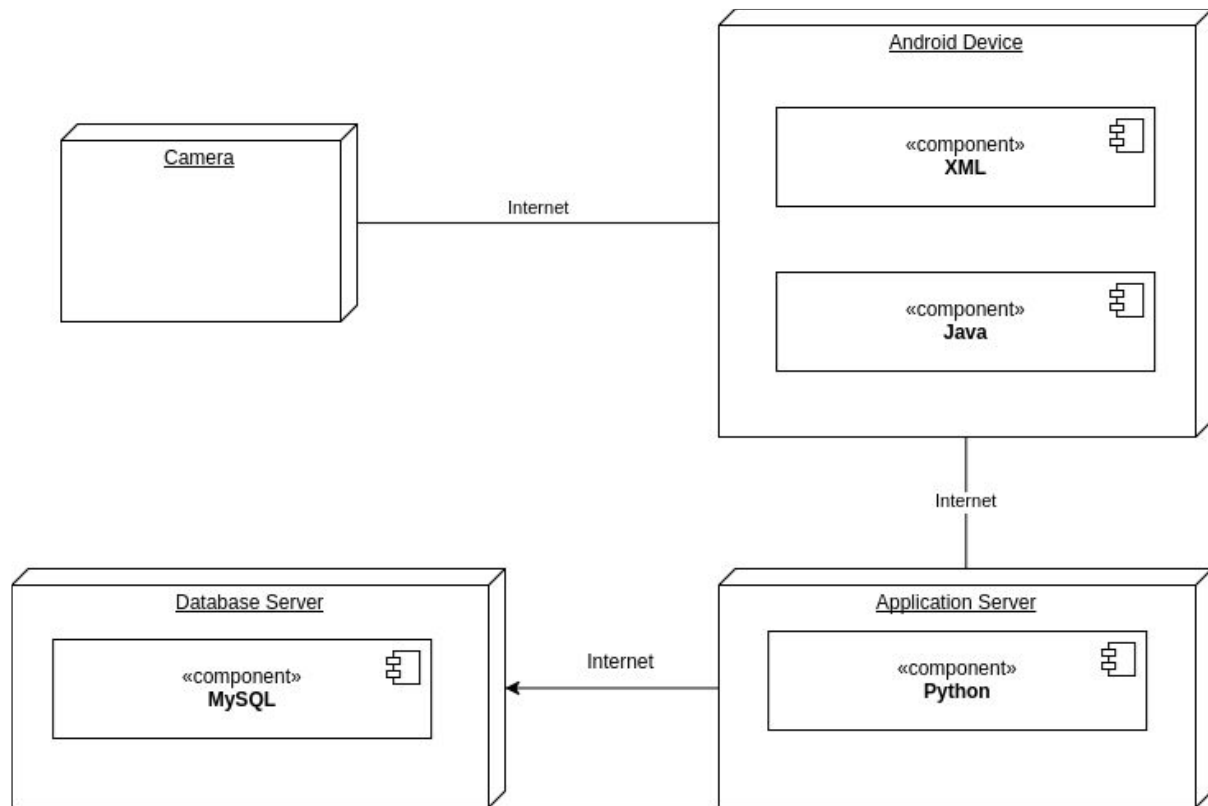 Android Device
«component»
XML
Camera
Internet
«component»
Java
Internet
Database Server
«component»
MySQL
Internet
Application Server
«component»
Python